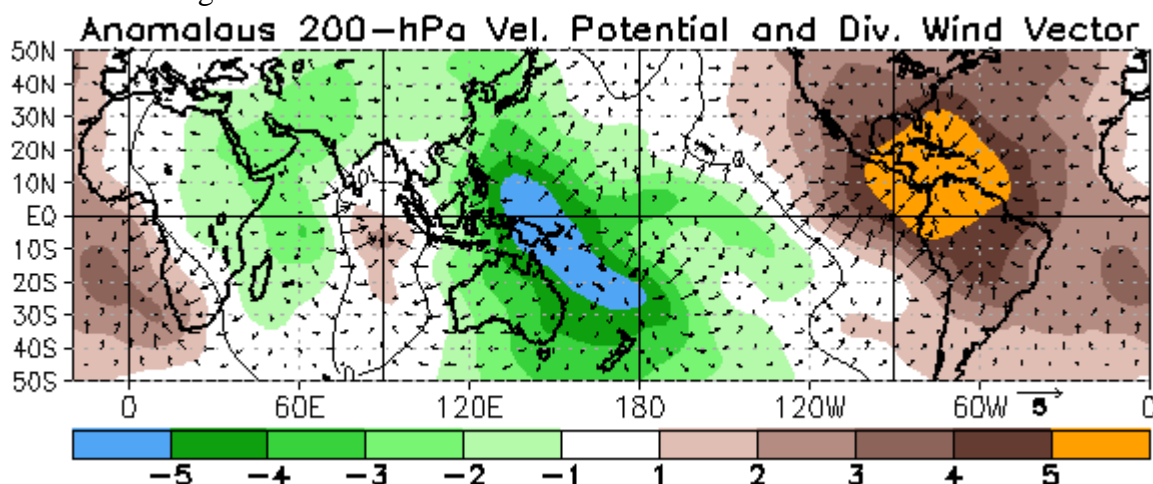 Anomalaus 200-hPa Vel. Potential and Div. Wind Vector
50N
40N
30N
20N
10N
EQ
10S
20S
30S
40S
50S
0 60E 120E 180 120W 60W 5 0
-5 -4 -3 -2 -1 1 2 3 4 5